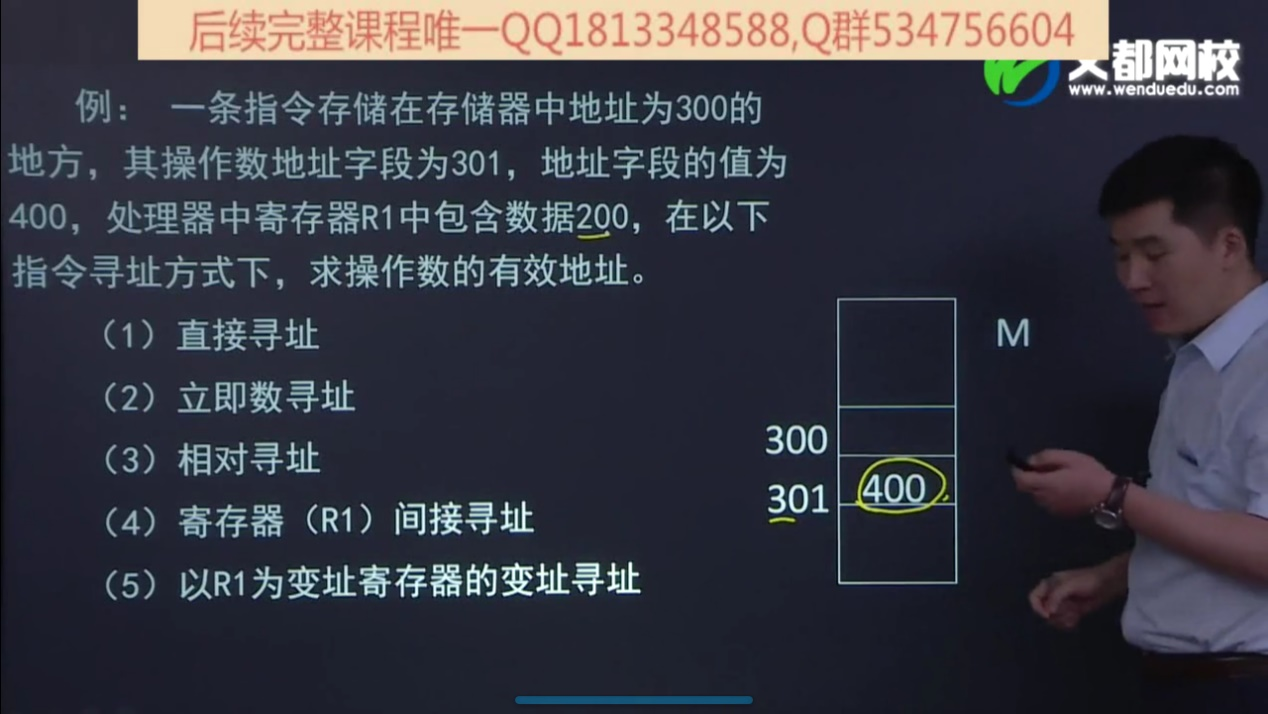 后续完整课程唯一QQ1813348588,Q群534756604
文都网校
www.wenduedu.com
例： 一条指令存储在存储器中地址为300的
地方，其操作数地址字段为301，地址字段的值为
400，处理器中寄存器R1中包含数据200，在以下
指令寻址方式下，求操作数的有效地址。
（1）直接寻址
（2）立即数寻址
（3）相对寻址
（4）寄存器（R1）间接寻址
（5）以R1为变址寄存器的变址寻址
M
300
301 400